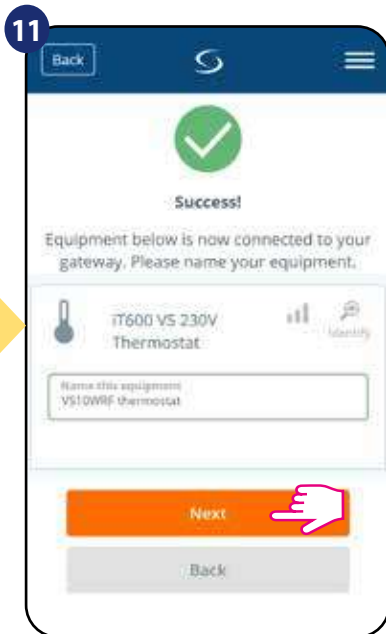 11
Back
Success!
Equipment below is now connected to your
gateway. Please name your equipment.
iT600 VS 230V
Thermostat
Identify
Name this equipment
VS10WRF thermostat
Next
Back